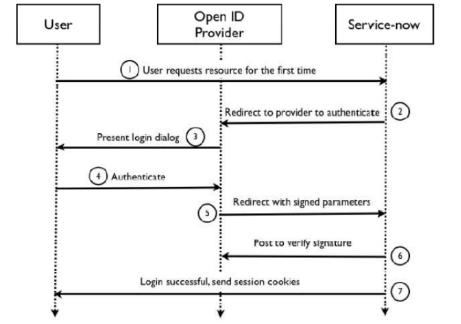 User
Open ID
Provider
Service-now
1 User requests resource for the first time
Redirect to provider to authenticate 2
Present login dialog 3
4 Authenticate
5 Redirect with signed parameters
Post to verify signature 6
Login successful, send session cookies 7